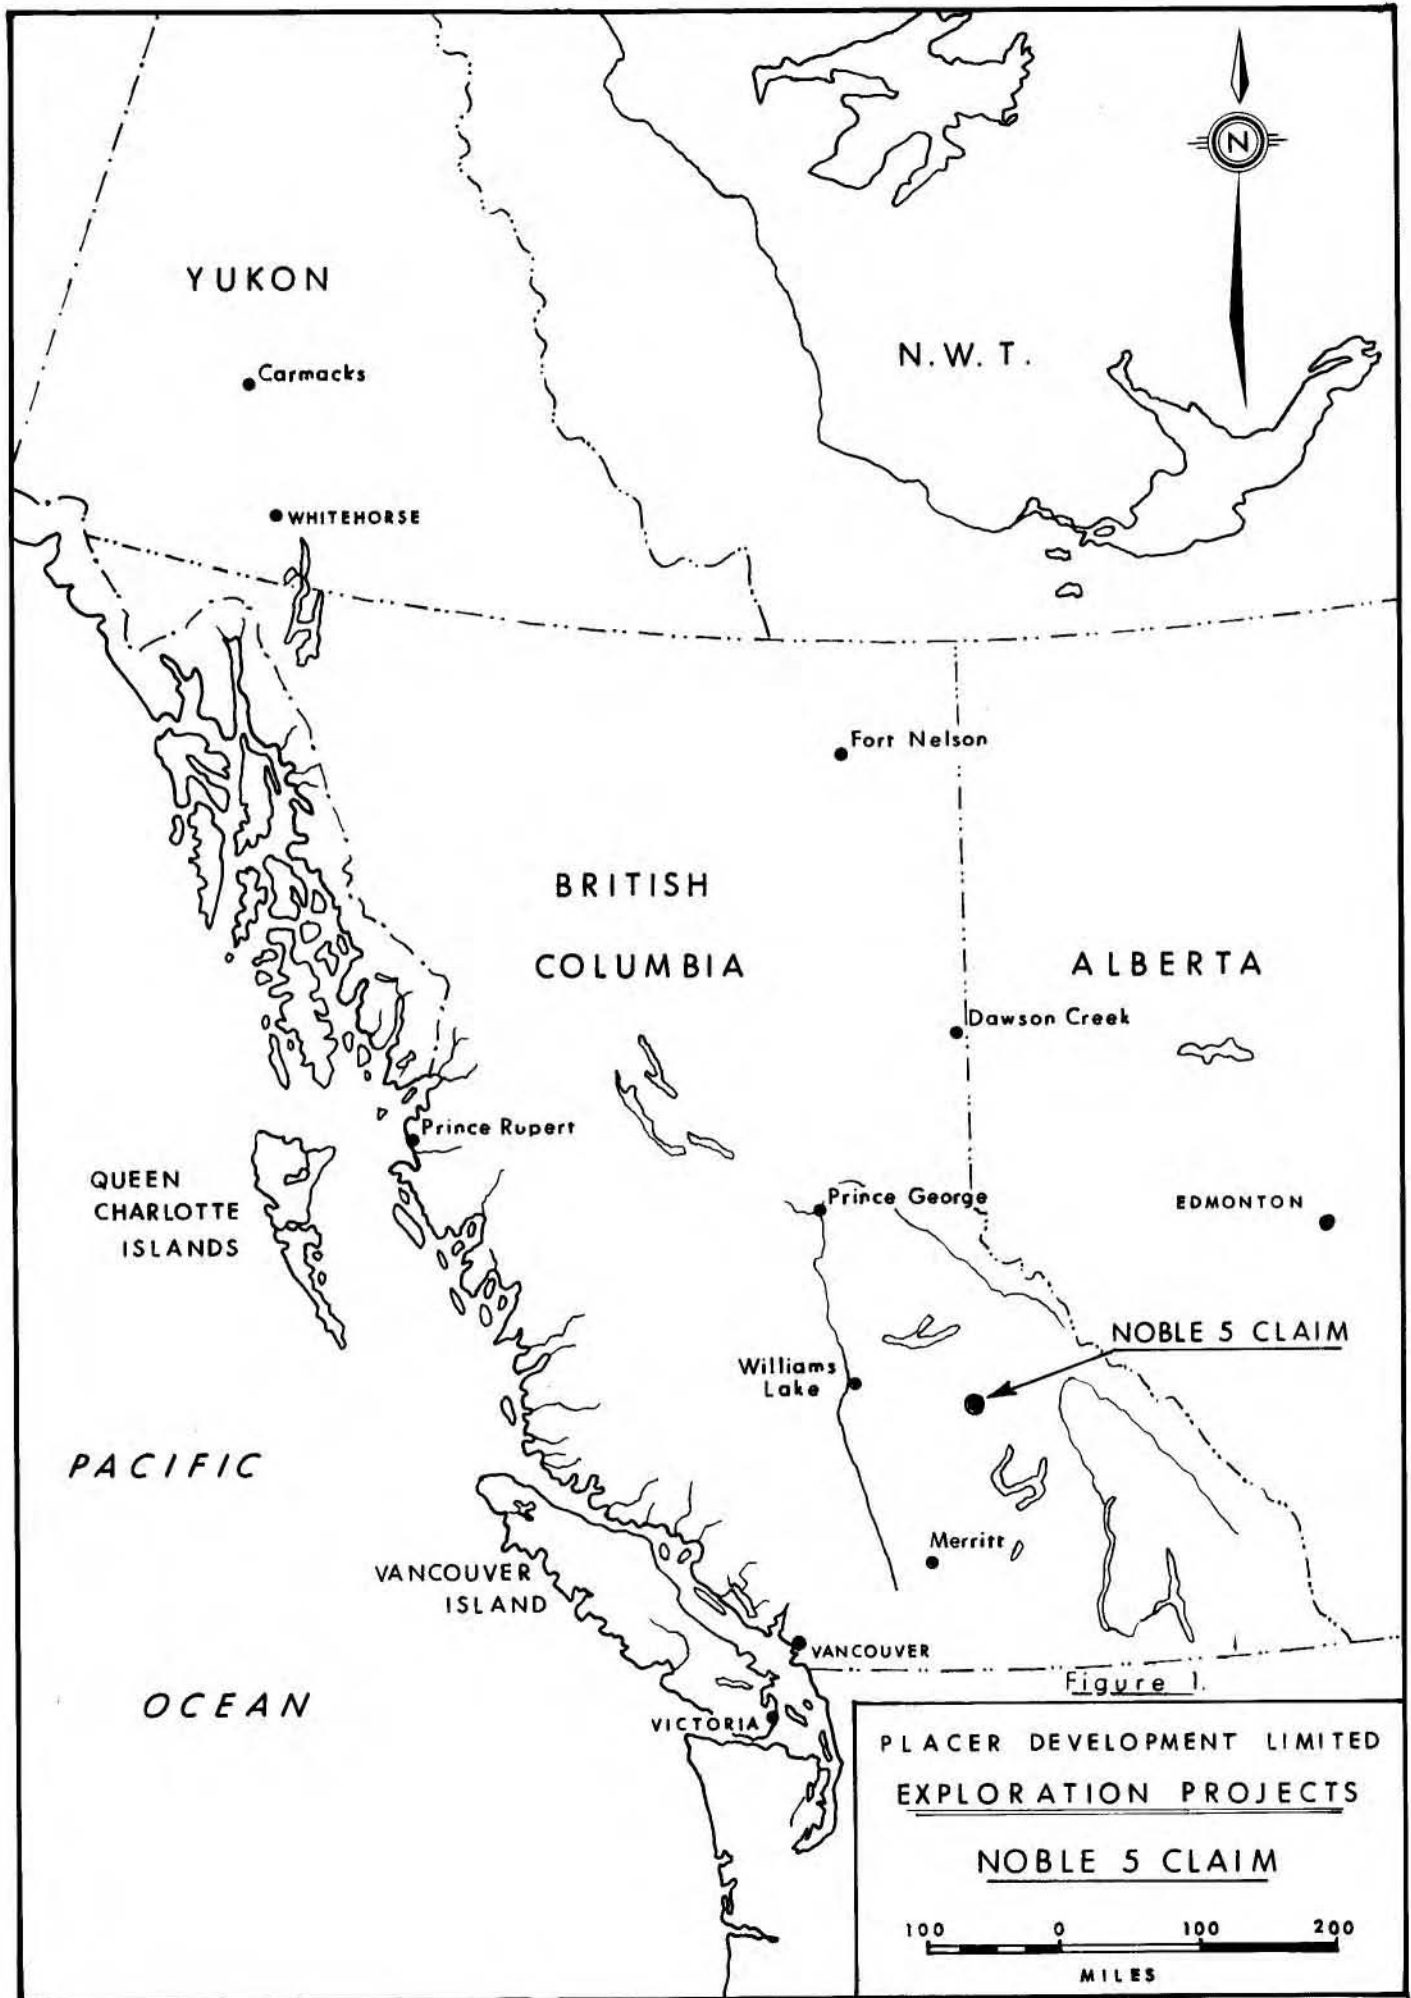 N
YUKON
Carmacks
N.W.T.
WHITEHORSE
Fort Nelson
BRITISH
COLUMBIA
ALBERTA
Dawson Creek
Prince Rupert
QUEEN
CHARLOTTE
ISLANDS
Prince George
EDMONTON
NOBLE 5 CLAIM
Williams
Lake
PACIFIC
Merritt
VANCOUVER
ISLAND
VANCOUVER
OCEAN
VICTORIA
Figure 1.
PLACER DEVELOPMENT LIMITED
EXPLORATION PROJECTS
NOBLE 5 CLAIM
100 0 100 200
MILES